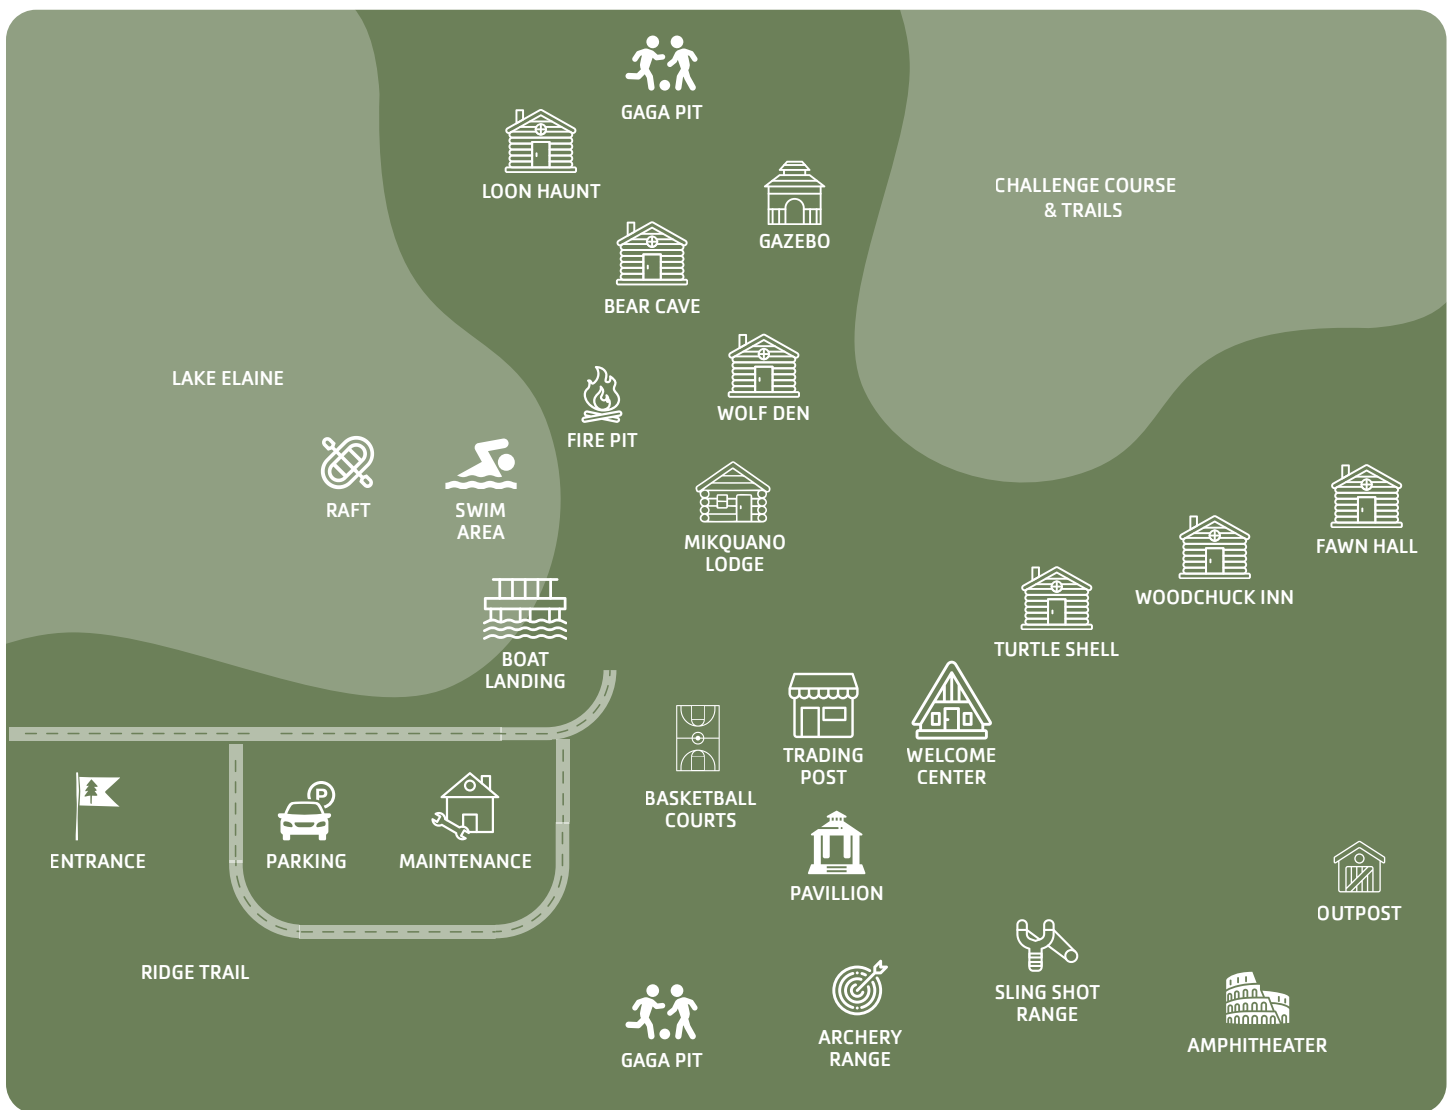 GAGA PIT
LOON HAUNT
CHALLENGE COURSE
& TRAILS
GAZEBO
BEAR CAVE
LAKE ELAINE
WOLF DEN
FIRE PIT
RAFT
SWIM
AREA
MIKQUANO
LODGE
FAWN HALL
WOODCHUCK INN
TURTLE SHELL
BOAT
LANDING
TRADING
POST
WELCOME
CENTER
BASKETBALL
COURTS
P
ENTRANCE
PARKING
MAINTENANCE
PAVILLION
OUTPOST
RIDGE TRAIL
SLING SHOT
RANGE
GAGA PIT
ARCHERY
RANGE
AMPHITHEATER